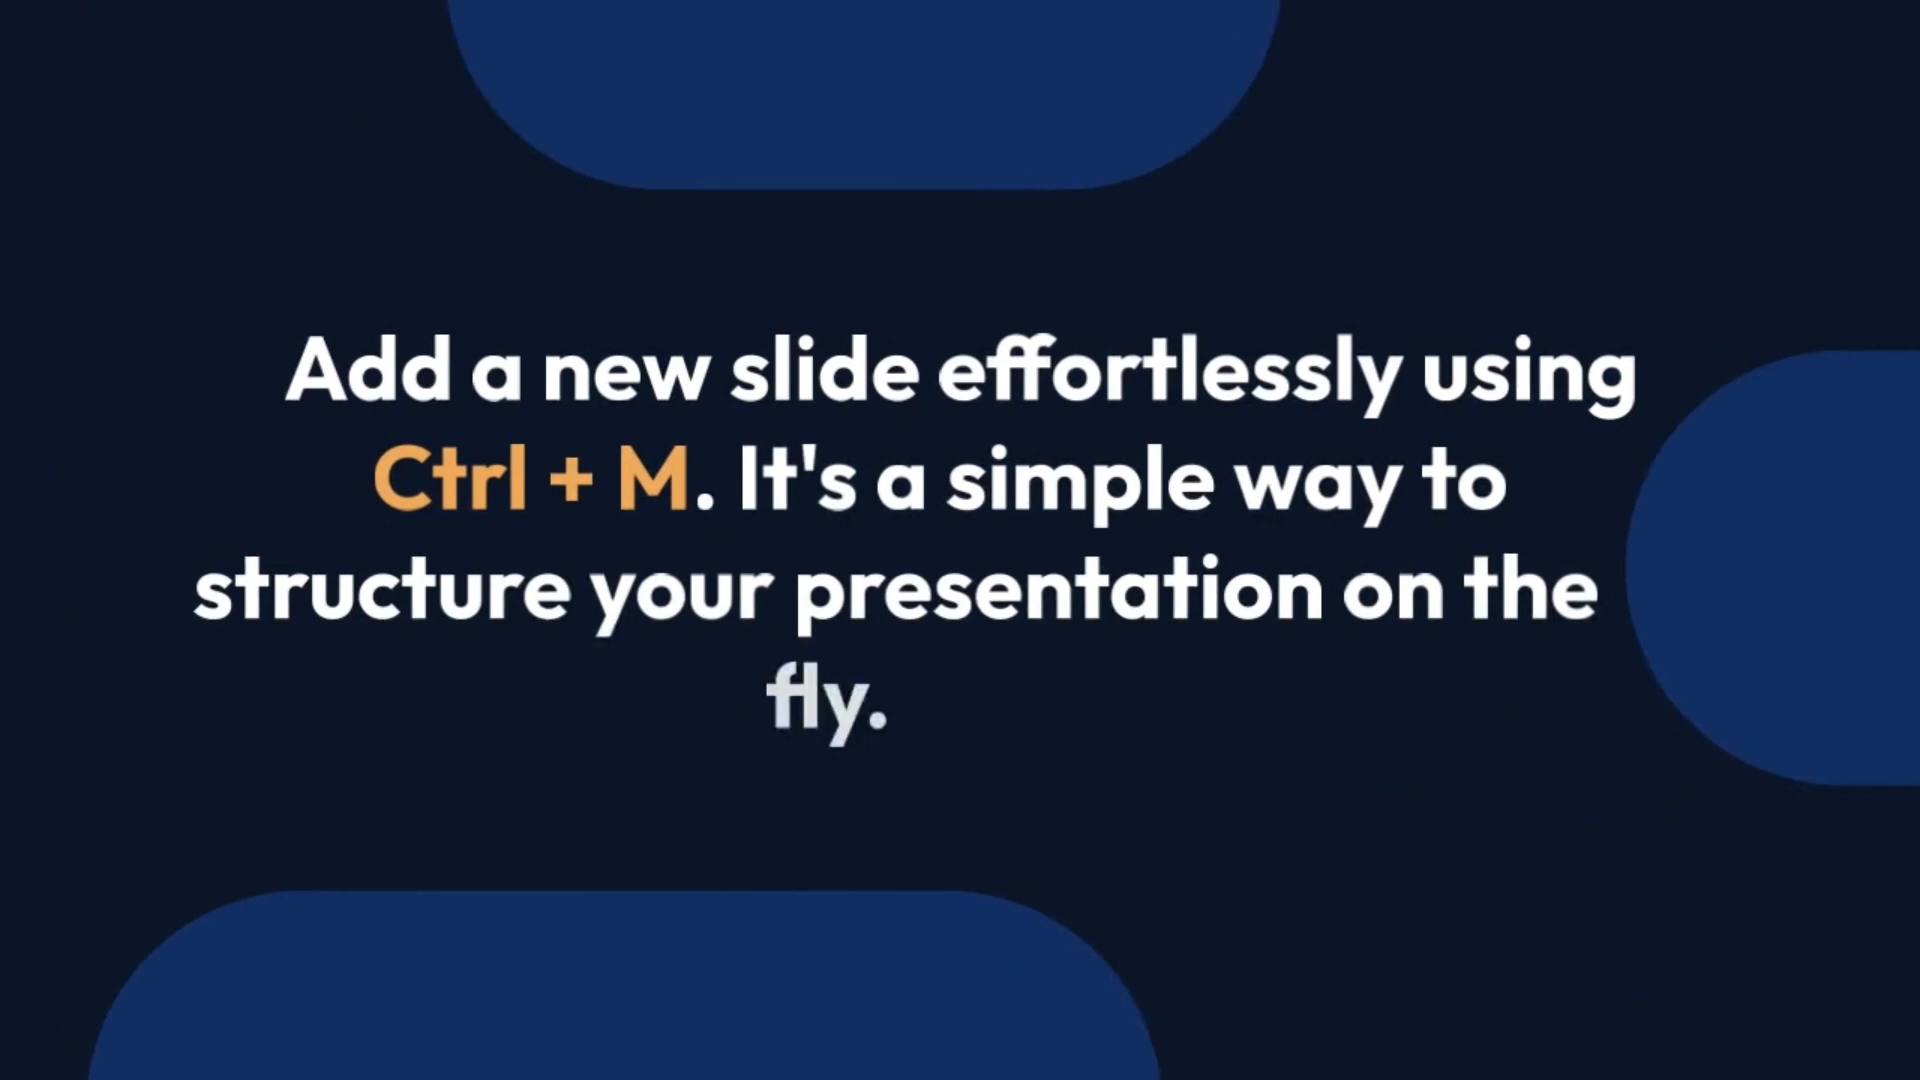 Add a new slide effortlessly using
Ctrl + M. It's a simple way to
structure your presentation on the
fly.